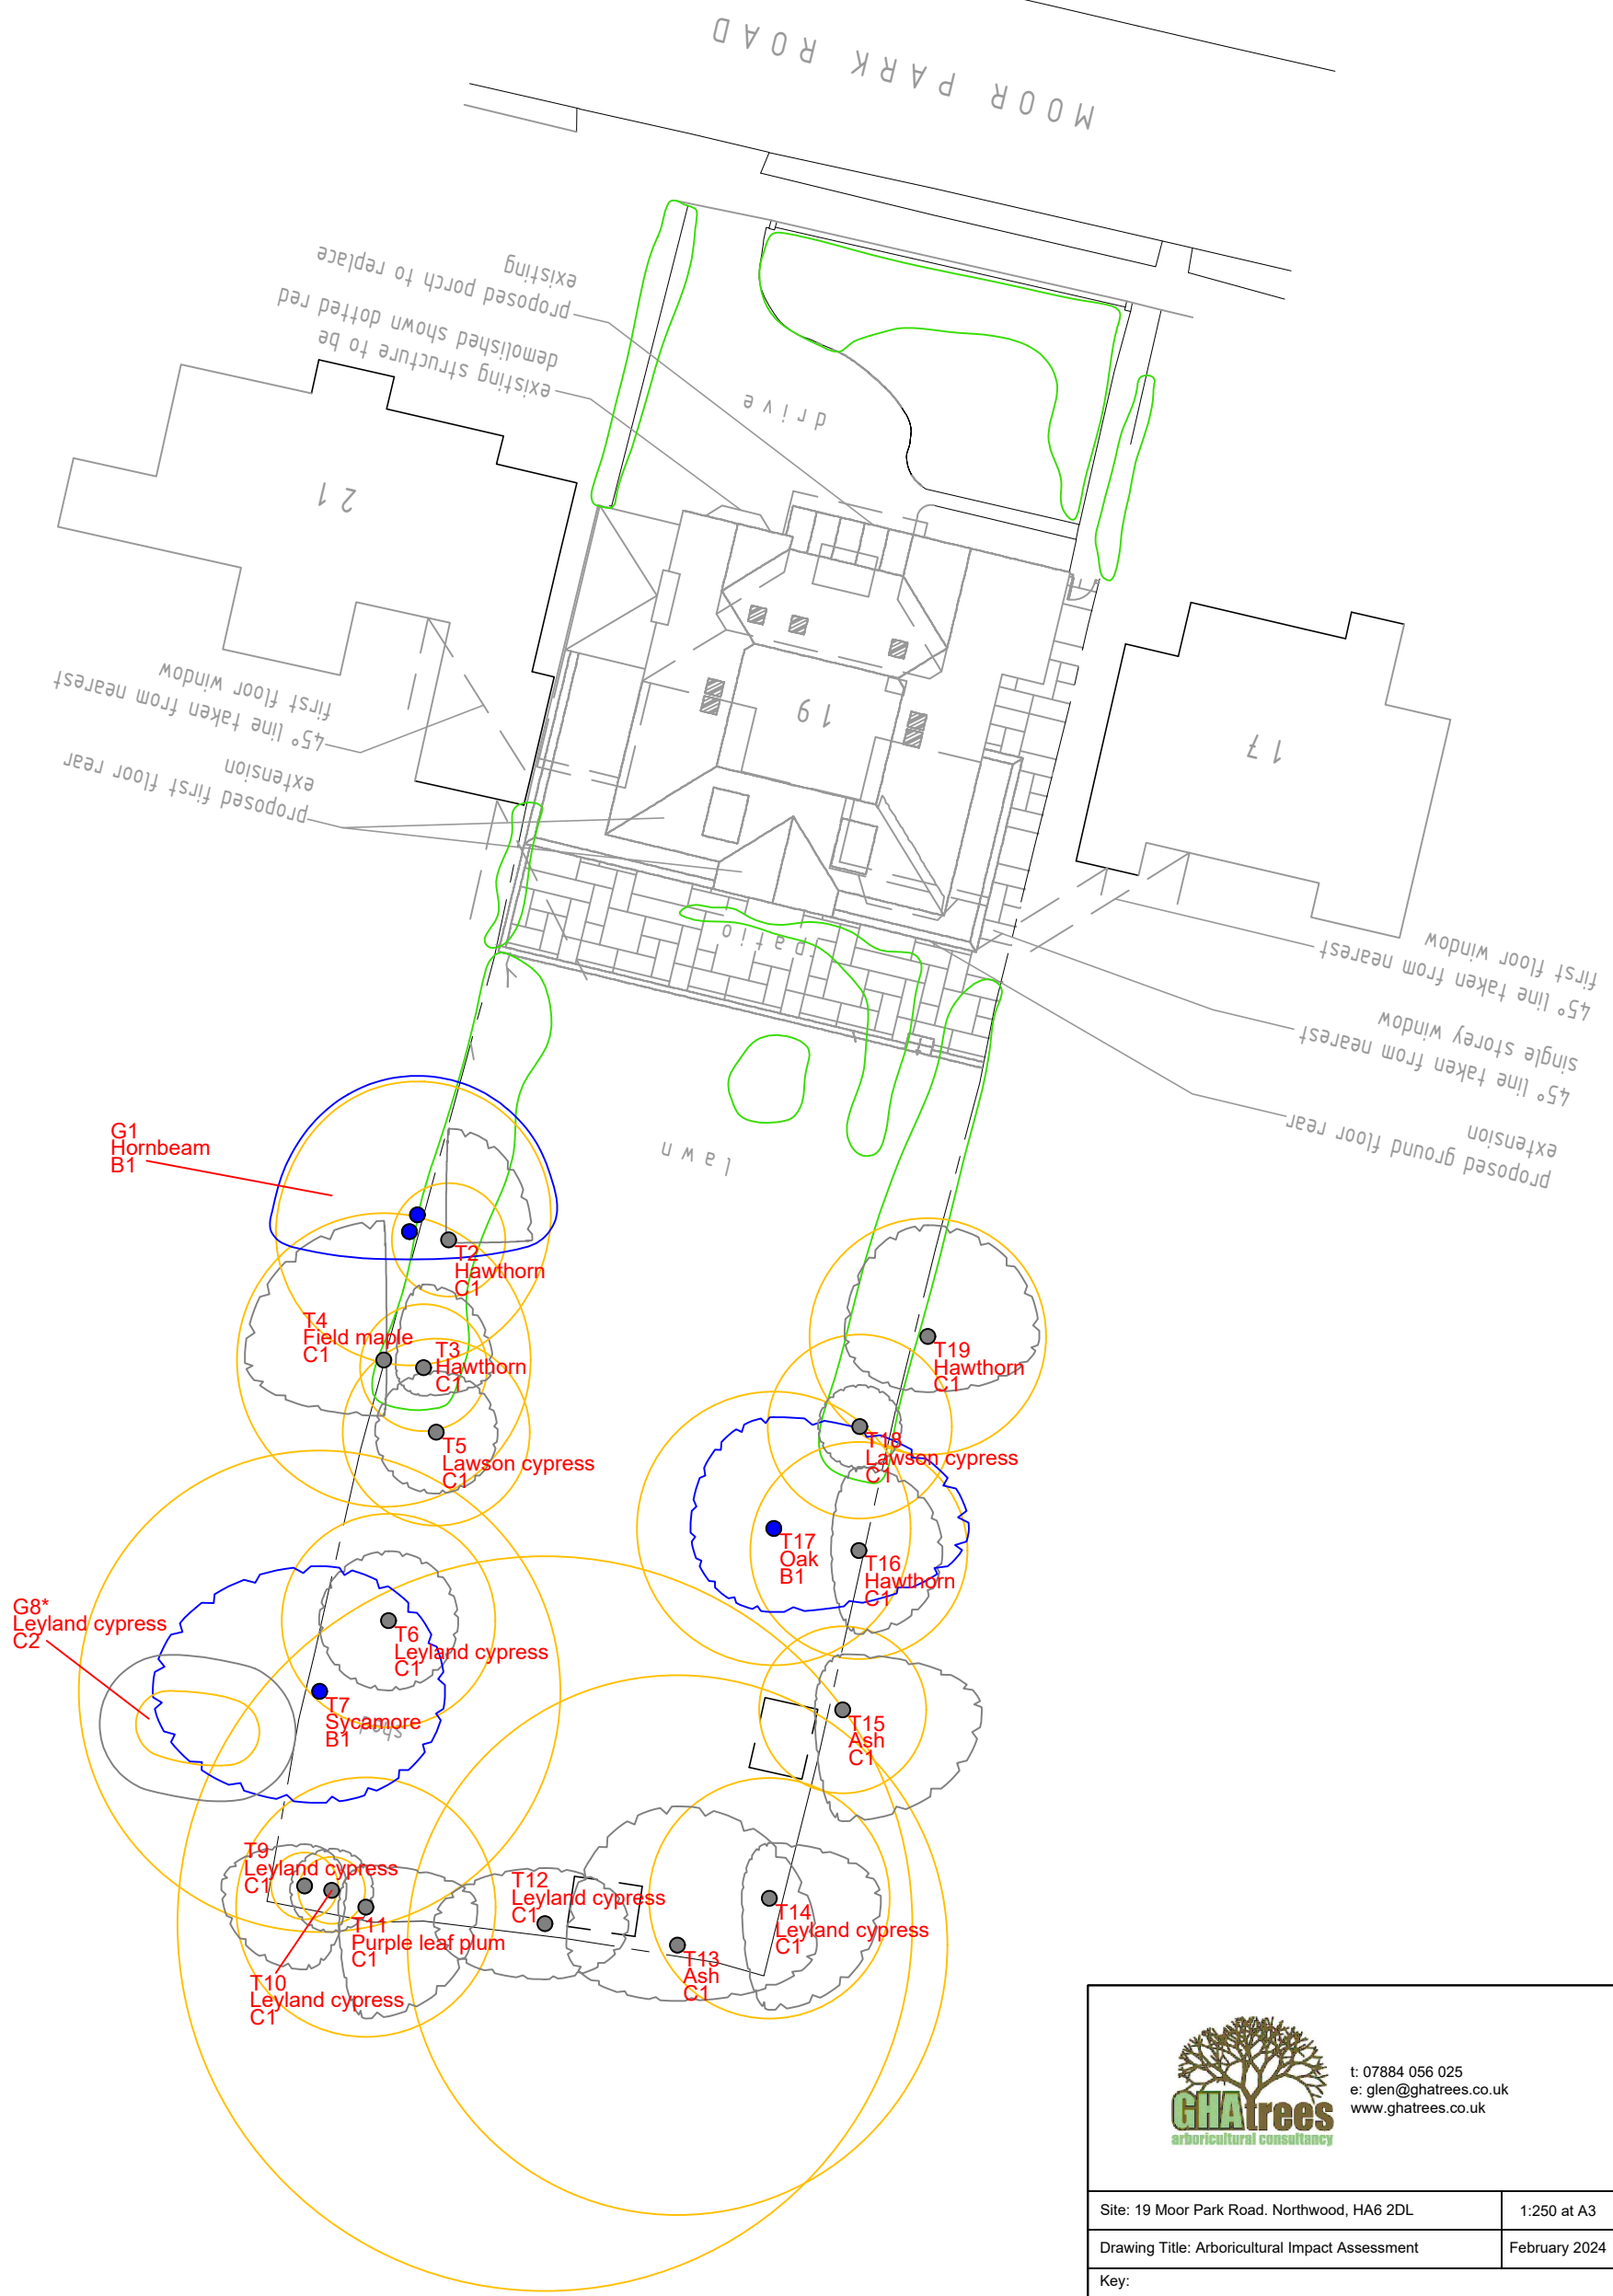 MOOR PARK ROAD
proposed porch to replace
existing
existing structure to be
demolished shown dotted red
drive
21
19
17
45° line taken from nearest
first floor window
proposed first floor rear
extension
patio
45° line taken from nearest
first floor window
45° line taken from nearest
single storey window
proposed ground floor rear
extension
lawn
G1
Hornbeam
B1
T2
Hawthorn
C1
T4
Field maple
C1
T3
Hawthorn
C1
T5
Lawson cypress
C1
T19
Hawthorn
C1
T18
Lawson cypress
C1
T17
Oak
B1
T16
Hawthorn
C1
G8*
Leyland cypress
C2
T6
Leyland cypress
C1
T7
Sycamore
B1
shed
T15
Ash
C1
T9
Leyland cypress
C1
T10
Leyland cypress
C1
T11
Purple leaf plum
C1
T12
Leyland cypress
C1
T13
Ash
C1
T14
Leyland cypress
C1
GHAtrees
arboricultural consultancy
t: 07884 056 025
e: glen@ghatrees.co.uk
www.ghatrees.co.uk
Site: 19 Moor Park Road. Northwood, HA6 2DL
1:250 at A3
Drawing Title: Arboricultural Impact Assessment
February 2024
Key: